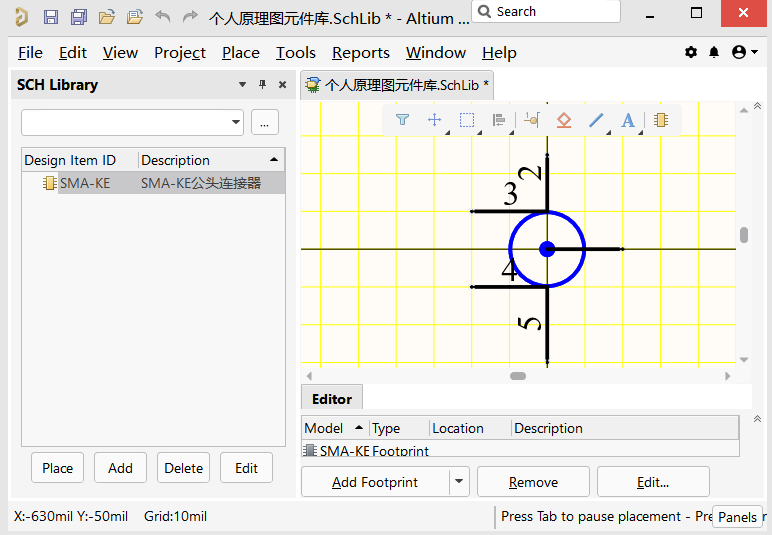 个人原理图元件库.SchLib * - Altium ...
Search
File Edit View Project Place Tools Reports Window Help
SCH Library
个人原理图元件库.SchLib *
...
Design Item ID Description
SMA-KE SMA-KE公头连接器
A
2
3
4
5
Place Add Delete Edit
Editor
Model Type Location Description
SMA-KE Footprint
Add Footprint Remove Edit...
X:-630mil Y:-50mil Grid:10mil
Press Tab to pause placement - Pre
Panels